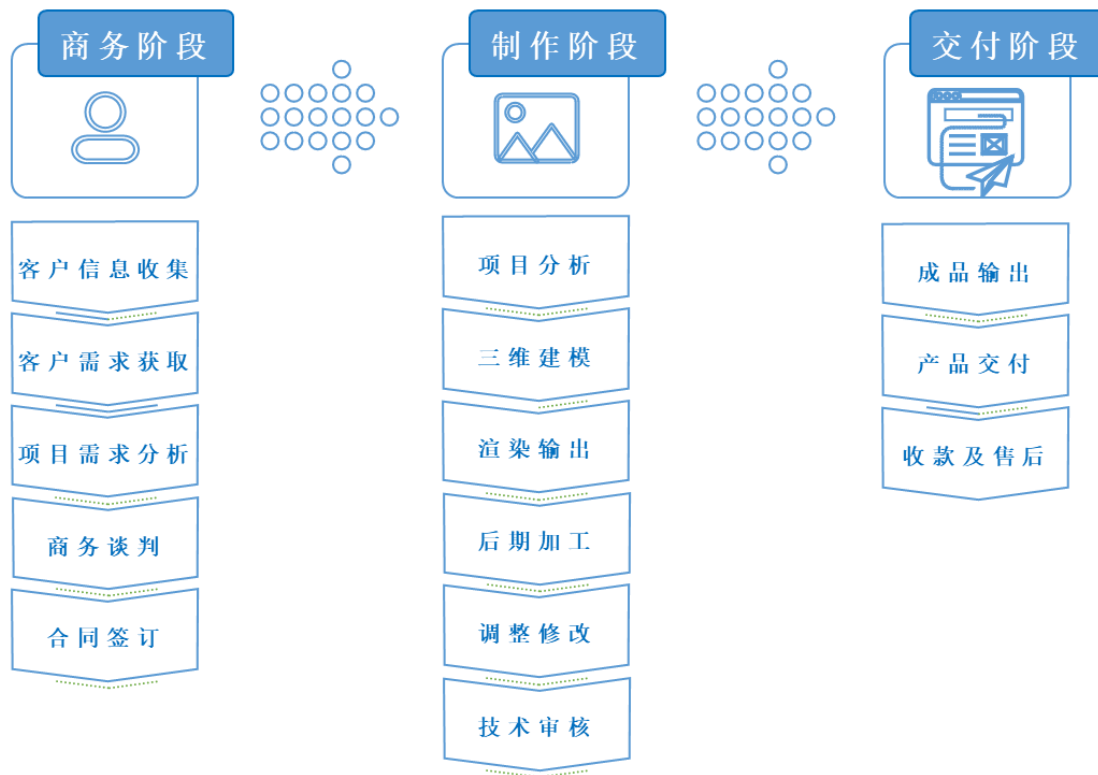 商务阶段
制作阶段
交付阶段
客户信息收集
客户需求获取
项目需求分析
商务谈判
合同签订
项目分析
三维建模
渲染输出
后期加工
调整修改
技术审核
成品输出
产品交付
收款及售后